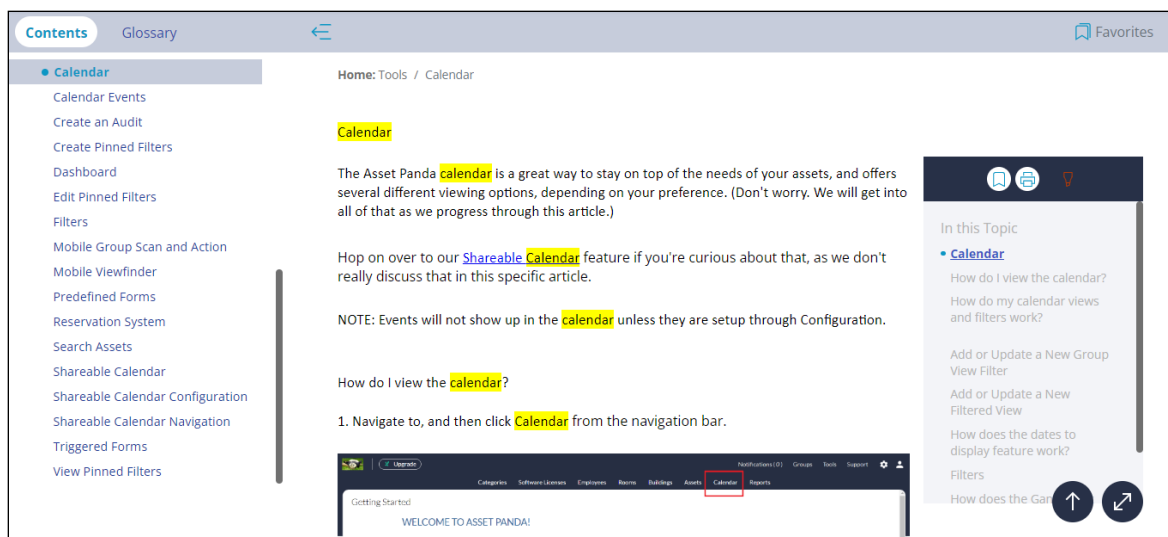 Contents Glossary Favorites
Calendar
Calendar Events
Create an Audit
Create Pinned Filters
Dashboard
Edit Pinned Filters
Filters
Mobile Group Scan and Action
Mobile Viewfinder
Predefined Forms
Reservation System
Search Assets
Shareable Calendar
Shareable Calendar Configuration
Shareable Calendar Navigation
Triggered Forms
View Pinned Filters
Home: Tools / Calendar
Calendar
The Asset Panda calendar is a great way to stay on top of the needs of your assets, and offers
several different viewing options, depending on your preference. (Don't worry. We will get into
all of that as we progress through this article.)
Hop on over to our Shareable Calendar feature if you're curious about that, as we don't
really discuss that in this specific article.
NOTE: Events will not show up in the calendar unless they are setup through Configuration.
How do I view the calendar?
1. Navigate to, and then click Calendar from the navigation bar.
Upgrade Notifications(0) Groups Tools Support
Categories Software Licenses Employees Rooms Buildings Assets Calendar Reports
Getting Started
WELCOME TO ASSET PANDA!
In this Topic
Calendar
How do I view the calendar?
How do my calendar views
and filters work?
Add or Update a New Group
View Filter
Add or Update a New
Filtered View
How does the dates to
display feature work?
Filters
How does the Gan